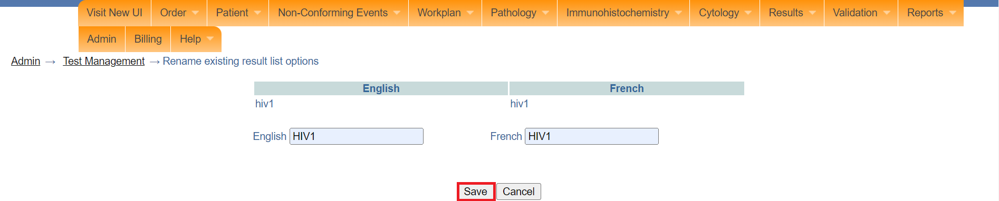 Visit New UI Order Patient Non-Conforming Events Workplan Pathology Immunohistochemistry Cytology Results Validation Reports
Admin Billing Help
Admin → Test Management → Rename existing result list options
English French
hiv1 hiv1
English HIV1 French HIV1
Save Cancel